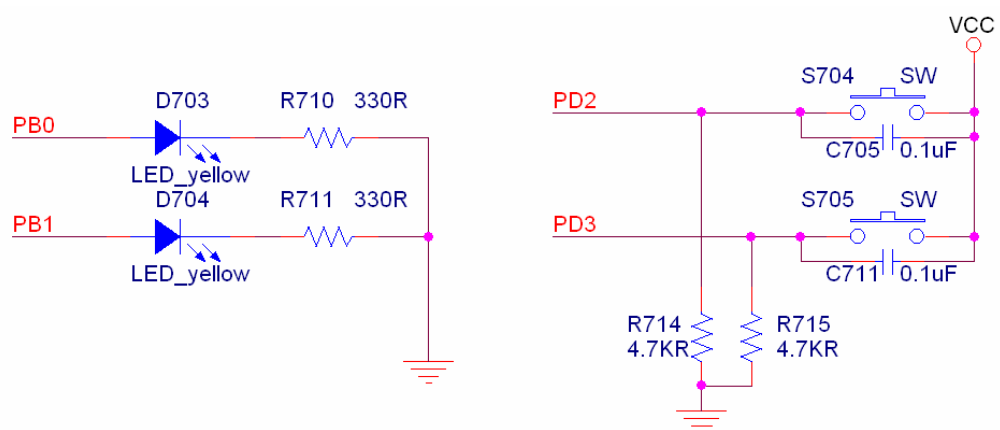 VCC
S704 SW
D703 R710 330R PD2
PB0
C705 0.1uF
LED_yellow
D704 R711 330R S705 SW
PB1 PD3
LED_yellow C711 0.1uF
R714 R715
4.7KR 4.7KR